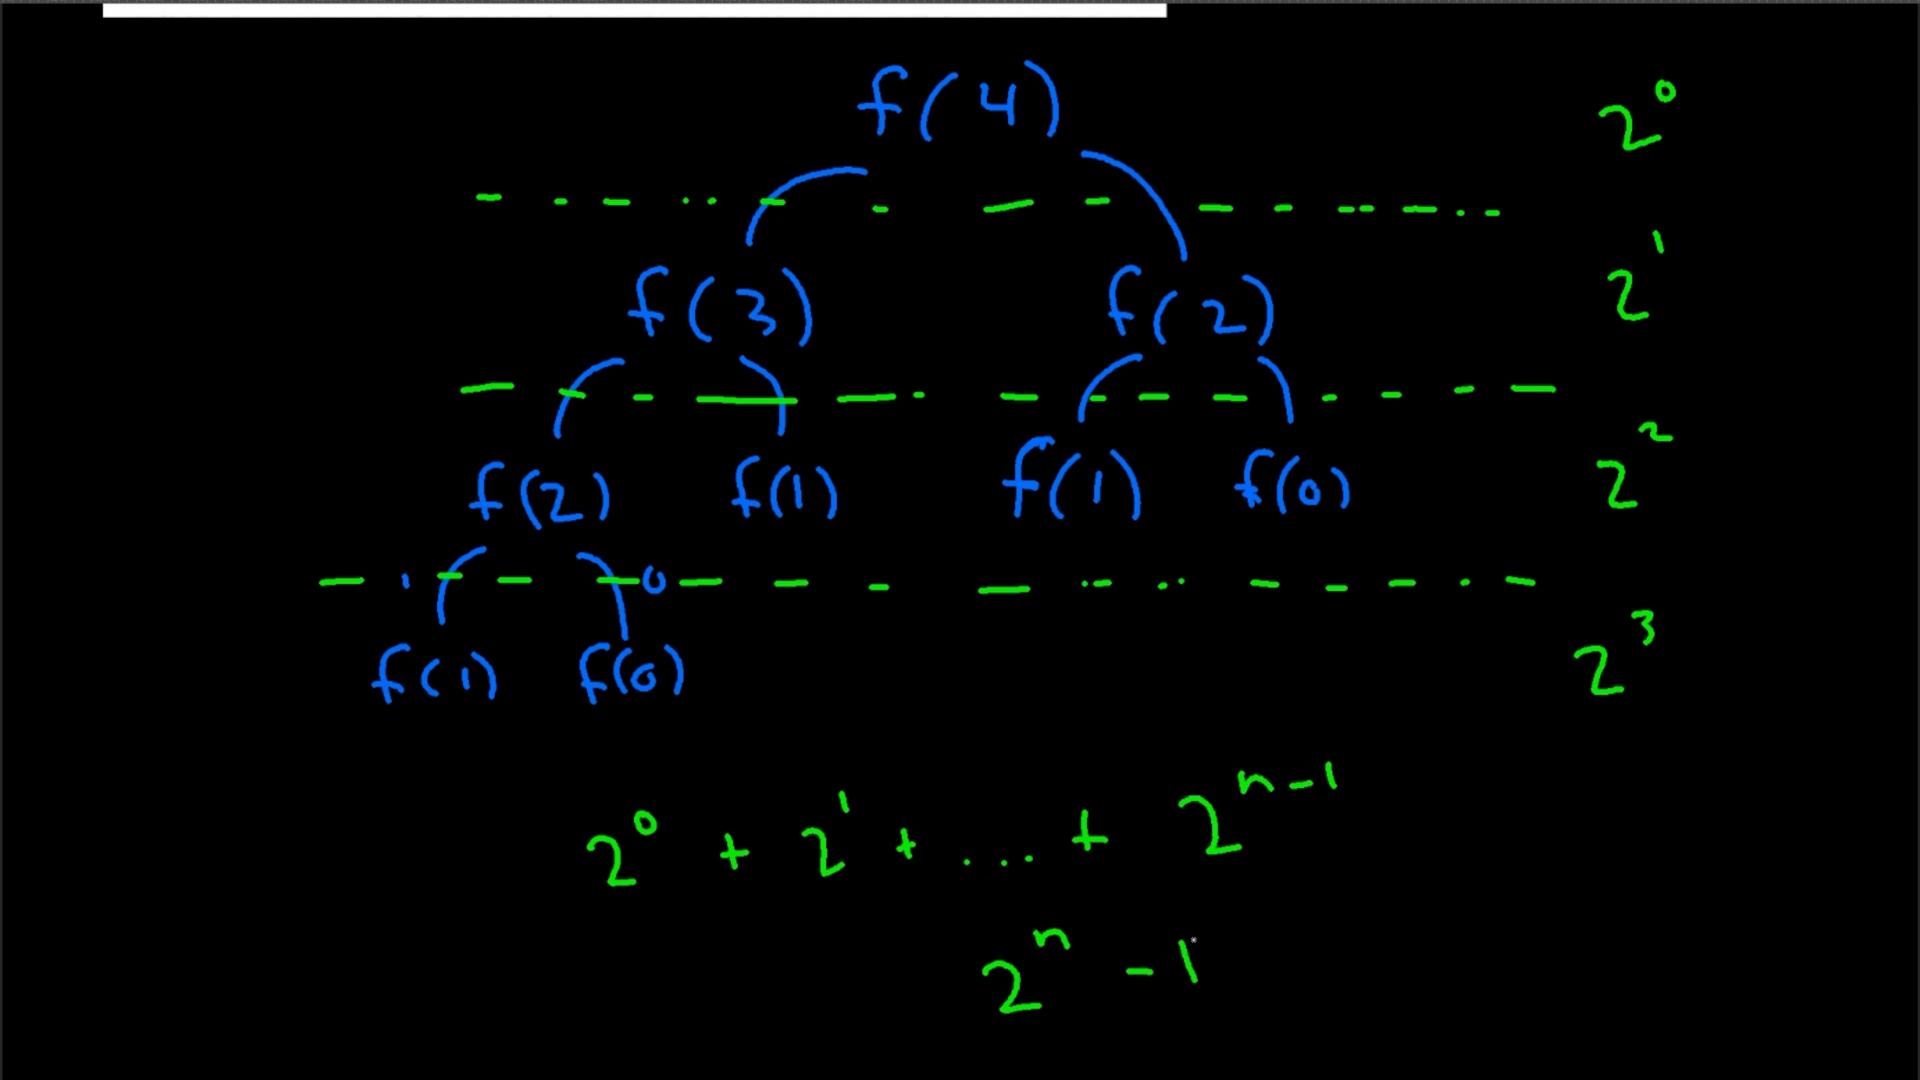 f(4) 2^0
f(3) f(2) 2^1
f(2) f(1) f(1) f(0) 2^2
1 0
f(1) f(0) 2^3
2^0 + 2^1 + ... + 2^n-1
2^n - 1